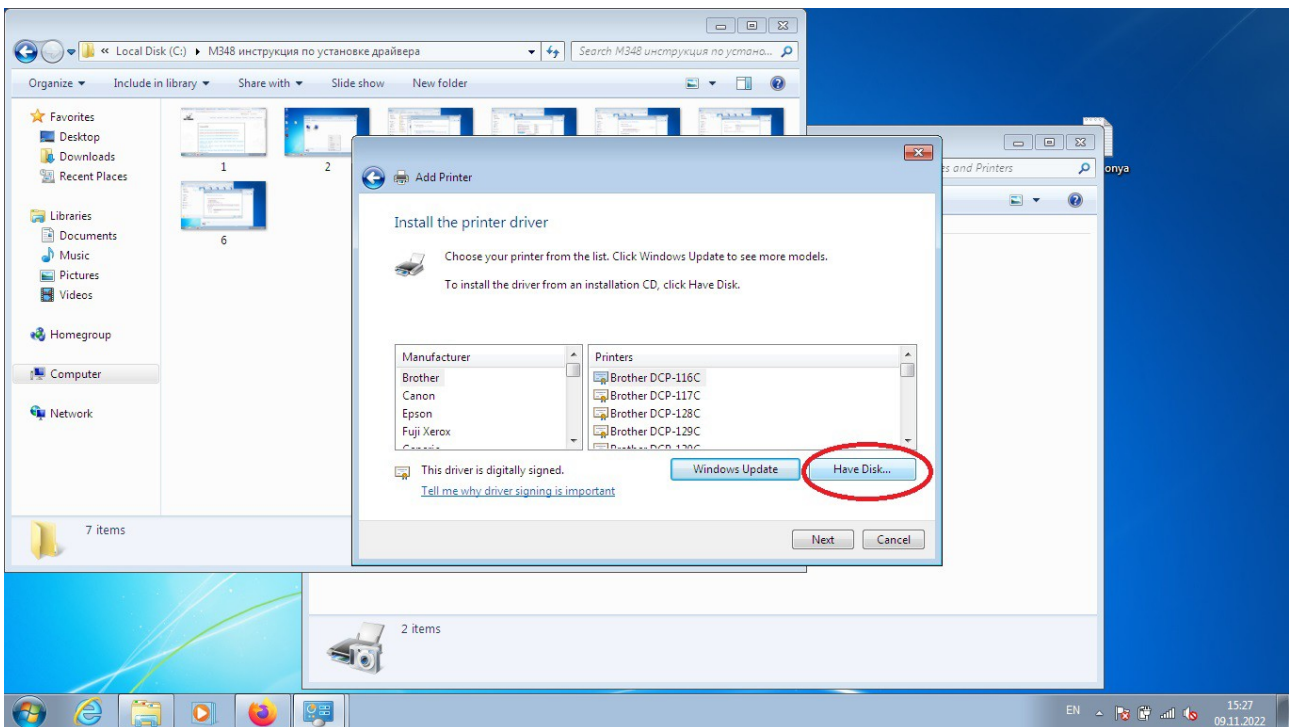 « Local Disk (C:) ▸ М348 инструкция по установке драйвера
Search М348 инструкция по устано...
Organize ▾ Include in library ▾ Share with ▾ Slide show New folder
Favorites
Desktop
Downloads
Recent Places
Libraries
Documents
Music
Pictures
Videos
Homegroup
Computer
Network
1
2
6
7 items
es and Printers
onya
Add Printer
Install the printer driver
Choose your printer from the list. Click Windows Update to see more models.
To install the driver from an installation CD, click Have Disk.
Manufacturer
Brother
Canon
Epson
Fuji Xerox
Generic
Printers
Brother DCP-116C
Brother DCP-117C
Brother DCP-128C
Brother DCP-129C
Brother DCP-130C
This driver is digitally signed.
Tell me why driver signing is important
Windows Update
Have Disk...
Next
Cancel
2 items
EN
15:27
09.11.2022